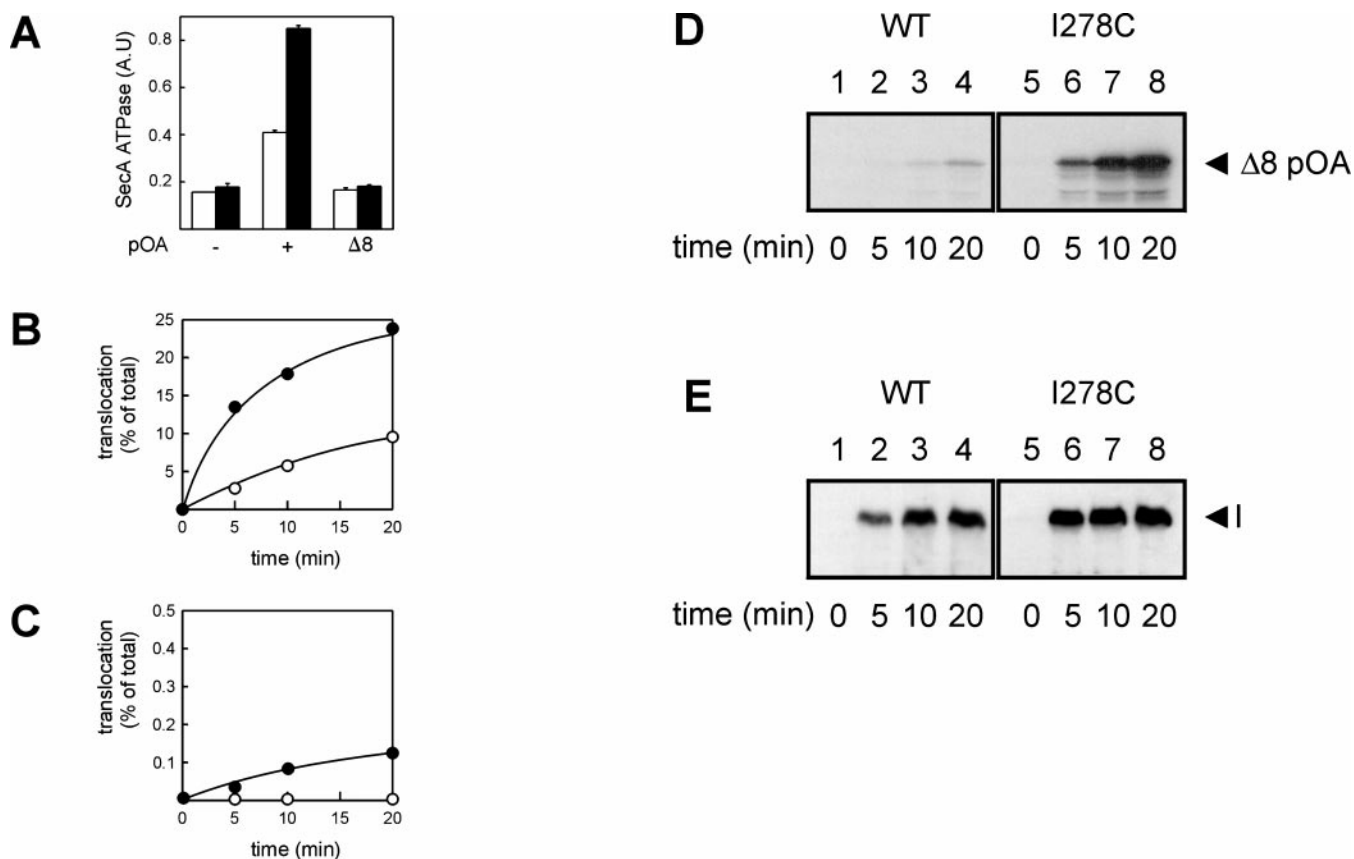 A
SecA ATPase (A.U)
0.8
0.6
0.4
0.2
pOA - + Δ8
B
translocation
(% of total)
25
20
15
10
5
0 5 10 15 20
time (min)
C
translocation
(% of total)
0.5
0.4
0.3
0.2
0.1
0 5 10 15 20
time (min)
D
WT I278C
1 2 3 4 5 6 7 8
Δ8 pOA
time (min) 0 5 10 20 0 5 10 20
E
WT I278C
1 2 3 4 5 6 7 8
I
time (min) 0 5 10 20 0 5 10 20